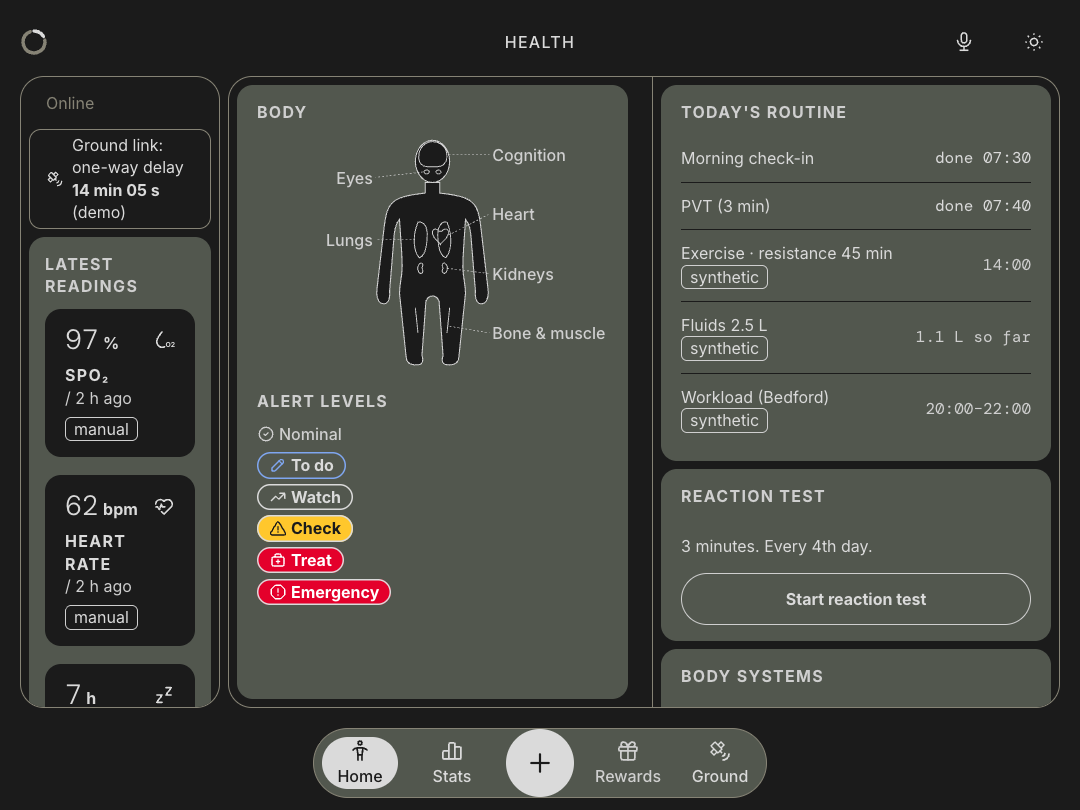 HEALTH
Online
Ground link:
one-way delay
14 min 05 s
(demo)
LATEST
READINGS
97 %
O2
SPO₂
/ 2 h ago
manual
62 bpm
HEART
RATE
/ 2 h ago
manual
7 h
zZ
BODY
Cognition
Eyes
Heart
Lungs
Kidneys
Bone & muscle
ALERT LEVELS
Nominal
To do
Watch
Check
Treat
Emergency
TODAY'S ROUTINE
Morning check-in done 07:30
PVT (3 min) done 07:40
Exercise · resistance 45 min
synthetic
14:00
Fluids 2.5 L
synthetic
1.1 L so far
Workload (Bedford)
synthetic
20:00–22:00
REACTION TEST
3 minutes. Every 4th day.
Start reaction test
BODY SYSTEMS
Home
Stats
Rewards
Ground